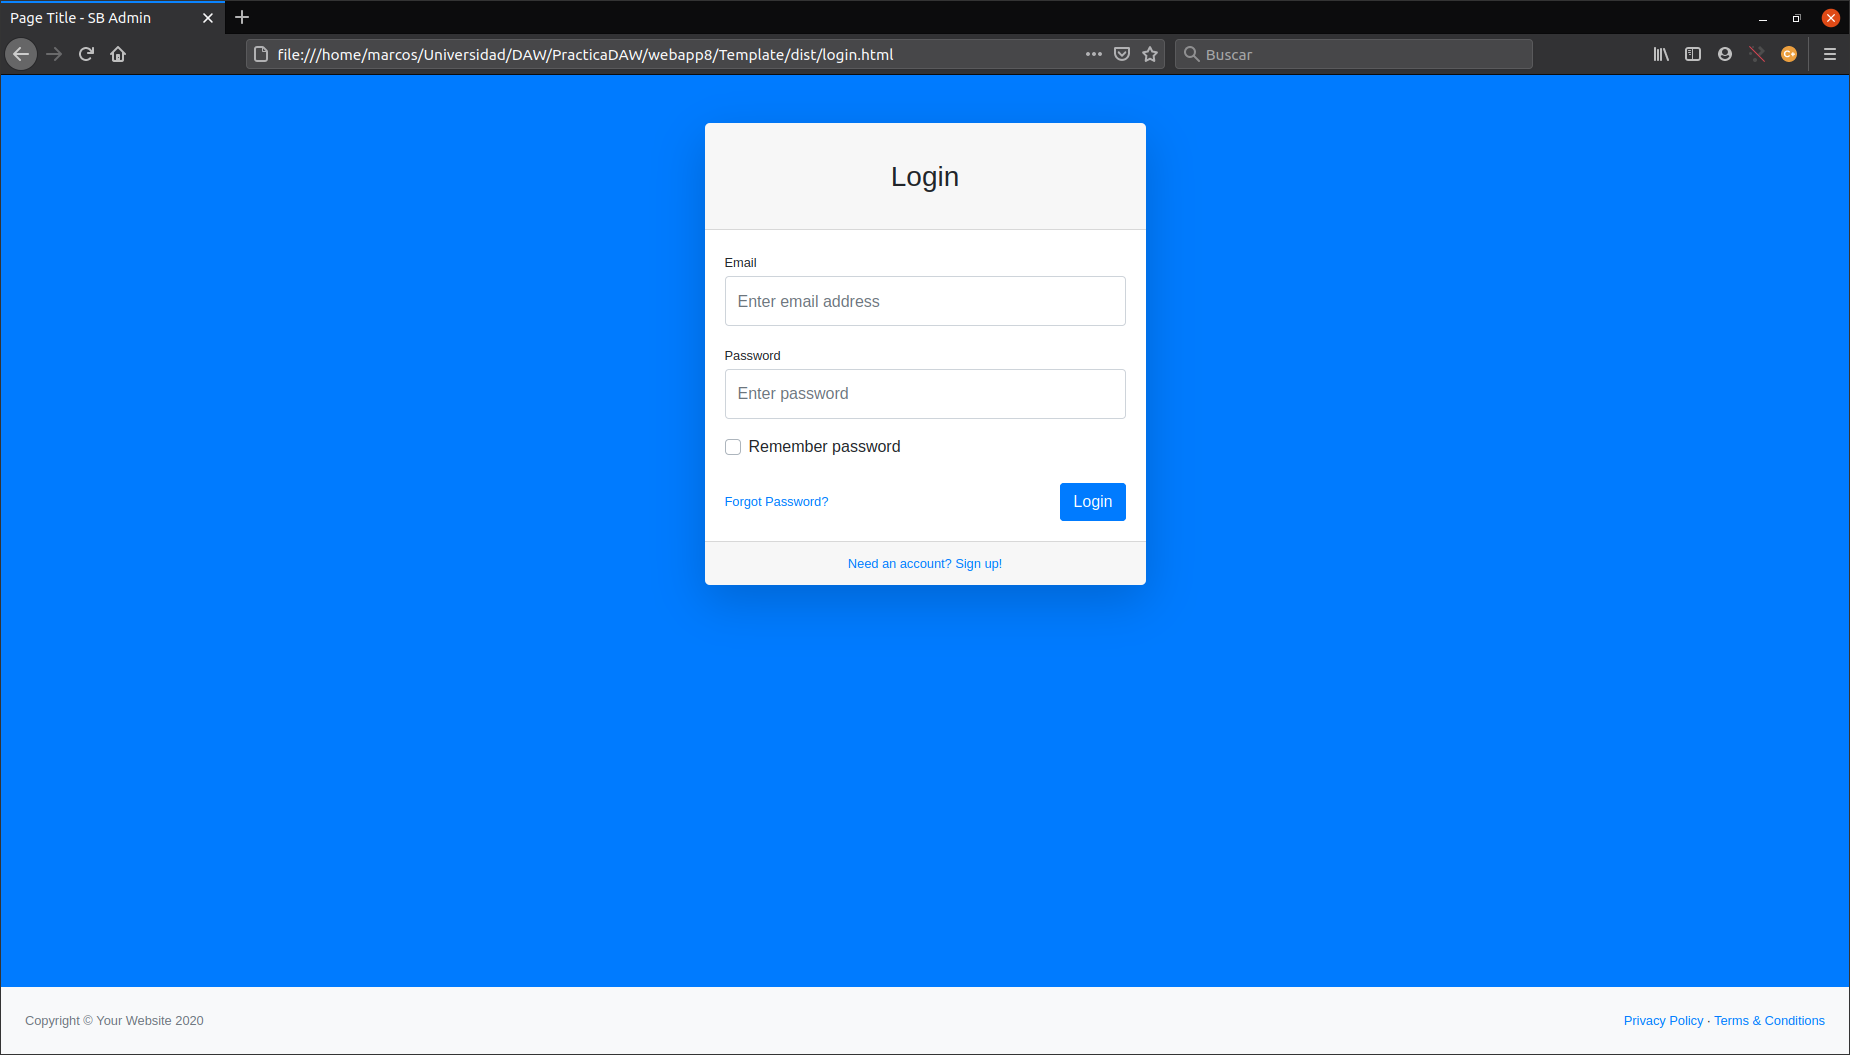 Page Title - SB Admin
file:///home/marcos/Universidad/DAW/PracticaDAW/webapp8/Template/dist/login.html
Buscar
Login
Email
Enter email address
Password
Enter password
Remember password
Forgot Password?
Login
Need an account? Sign up!
Copyright © Your Website 2020
Privacy Policy · Terms & Conditions